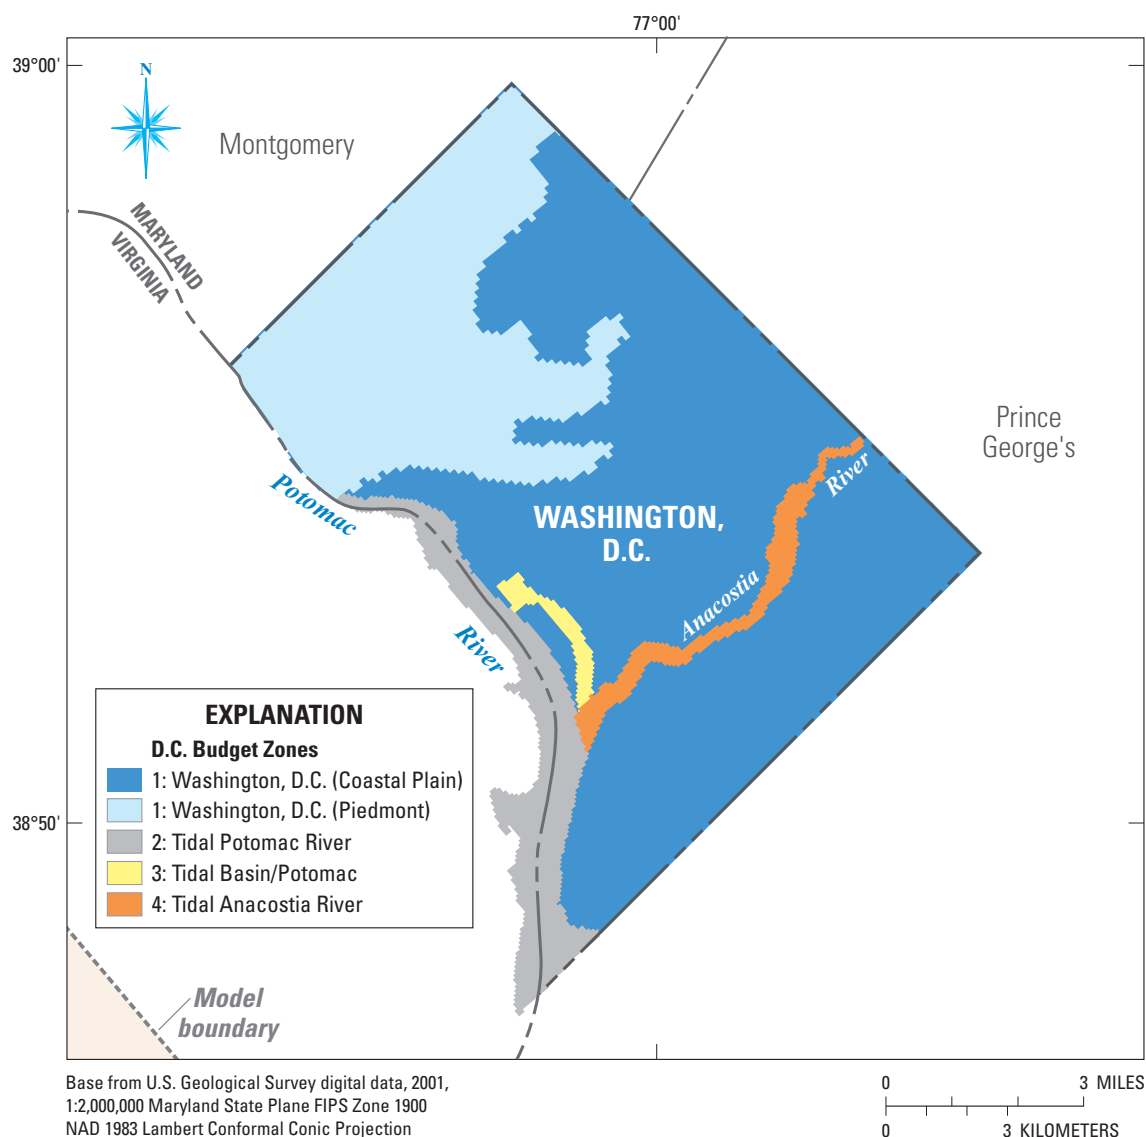 77°00'
39°00'
N
Montgomery
MARYLAND
VIRGINIA
Prince
George's
Potomac
River
WASHINGTON,
D.C.
Anacostia
River
38°50'
EXPLANATION
D.C. Budget Zones
1: Washington, D.C. (Coastal Plain)
1: Washington, D.C. (Piedmont)
2: Tidal Potomac River
3: Tidal Basin/Potomac
4: Tidal Anacostia River
Model
boundary
Base from U.S. Geological Survey digital data, 2001,
1:2,000,000 Maryland State Plane FIPS Zone 1900
NAD 1983 Lambert Conformal Conic Projection
0 3 MILES
0 3 KILOMETERS